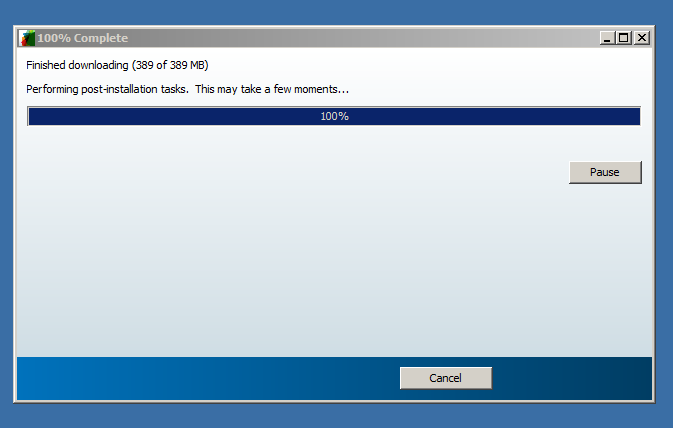 100% Complete
Finished downloading (389 of 389 MB)
Performing post-installation tasks.  This may take a few moments...
100%
Pause
Cancel